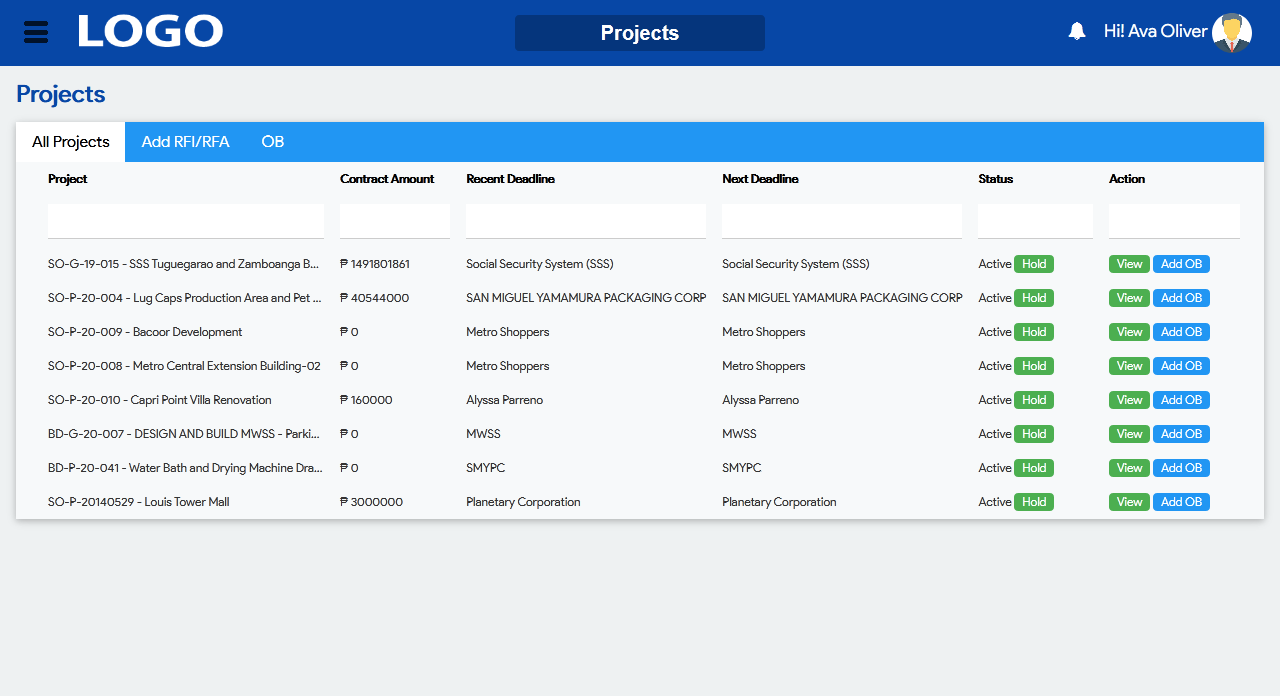 LOGO Projects Hi! Ava Oliver
Projects
All Projects Add RFI/RFA OB
Project Contract Amount Recent Deadline Next Deadline Status Action
SO-G-19-015 - SSS Tuguegarao and Zamboanga B... ₱ 1491801861 Social Security System (SSS) Social Security System (SSS) Active Hold View Add OB
SO-P-20-004 - Lug Caps Production Area and Pet ... ₱ 40544000 SAN MIGUEL YAMAMURA PACKAGING CORP SAN MIGUEL YAMAMURA PACKAGING CORP Active Hold View Add OB
SO-P-20-009 - Bacoor Development ₱ 0 Metro Shoppers Metro Shoppers Active Hold View Add OB
SO-P-20-008 - Metro Central Extension Building-02 ₱ 0 Metro Shoppers Metro Shoppers Active Hold View Add OB
SO-P-20-010 - Capri Point Villa Renovation ₱ 160000 Alyssa Parreno Alyssa Parreno Active Hold View Add OB
BD-G-20-007 - DESIGN AND BUILD MWSS - Parki... ₱ 0 MWSS MWSS Active Hold View Add OB
BD-P-20-041 - Water Bath and Drying Machine Dra... ₱ 0 SMYPC SMYPC Active Hold View Add OB
SO-P-20140529 - Louis Tower Mall ₱ 3000000 Planetary Corporation Planetary Corporation Active Hold View Add OB